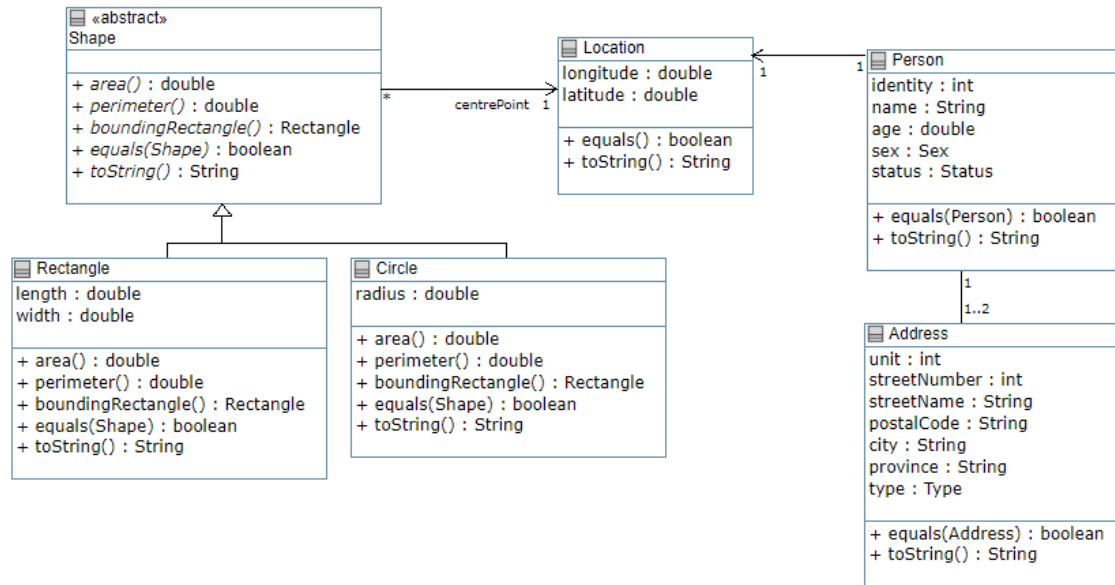 «abstract»
Shape
+ area() : double
+ perimeter() : double
+ boundingRectangle() : Rectangle
+ equals(Shape) : boolean
+ toString() : String
*
centrePoint 1
Location
longitude : double
latitude : double
+ equals() : boolean
+ toString() : String
1
1
Person
identity : int
name : String
age : double
sex : Sex
status : Status
+ equals(Person) : boolean
+ toString() : String
1
1..2
Rectangle
length : double
width : double
+ area() : double
+ perimeter() : double
+ boundingRectangle() : Rectangle
+ equals(Shape) : boolean
+ toString() : String
Circle
radius : double
+ area() : double
+ perimeter() : double
+ boundingRectangle() : Rectangle
+ equals(Shape) : boolean
+ toString() : String
Address
unit : int
streetNumber : int
streetName : String
postalCode : String
city : String
province : String
type : Type
+ equals(Address) : boolean
+ toString() : String